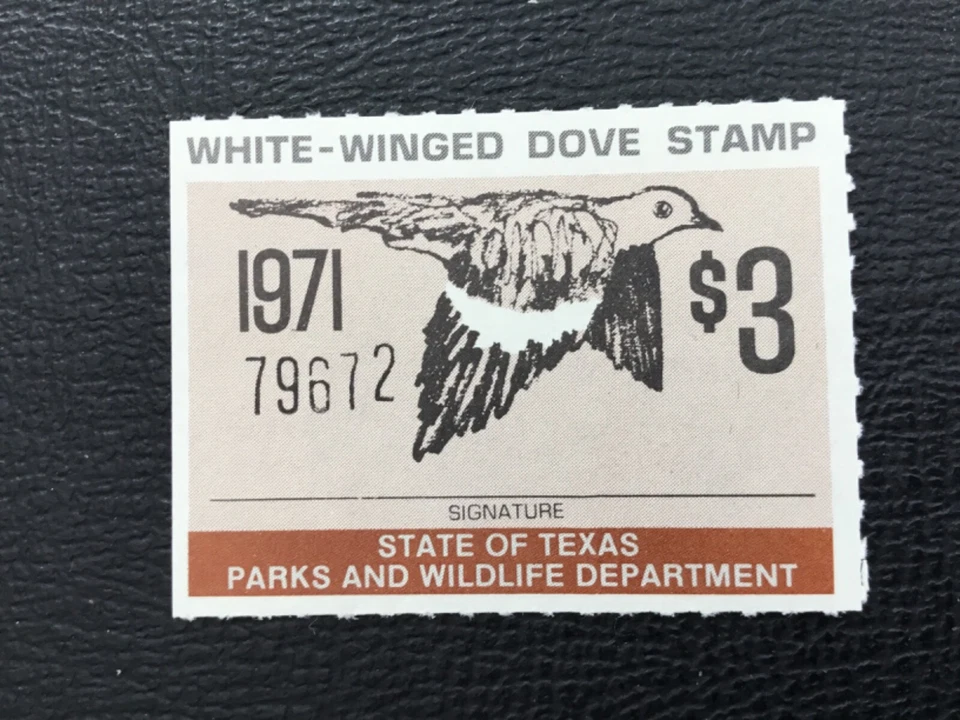 WHITE-WINGED DOVE STAMP
1971
$3
79672
SIGNATURE
STATE OF TEXAS
PARKS AND WILDLIFE DEPARTMENT